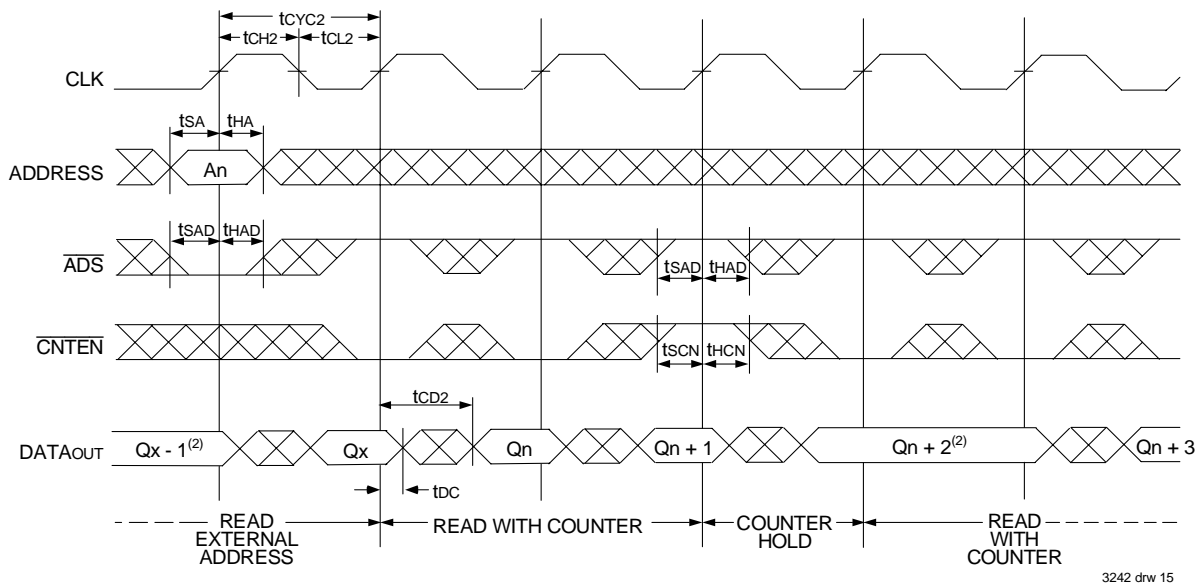 tCYC2
tCH2 tCL2
CLK
tSA tHA
ADDRESS An
tSAD tHAD
ADS
tSAD tHAD
CNTEN
tSCN tHCN
tCD2
DATAOUT Qx - 1(2) Qx Qn Qn + 1 Qn + 2(2) Qn + 3
tDC
READ EXTERNAL ADDRESS
READ WITH COUNTER
COUNTER HOLD
READ WITH COUNTER
3242 drw 15